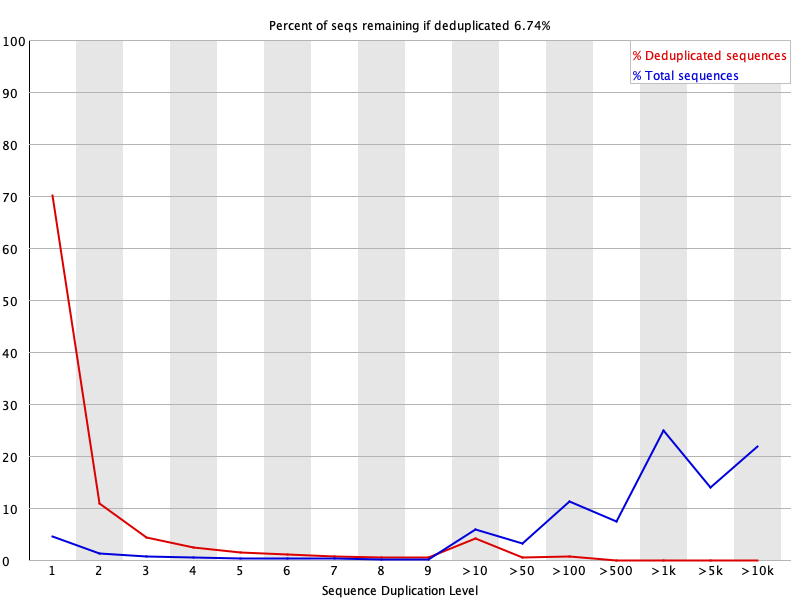 Percent of seqs remaining if deduplicated 6.74%
% Deduplicated sequences
% Total sequences
100
90
80
70
60
50
40
30
20
10
0
1 2 3 4 5 6 7 8 9 >10 >50 >100 >500 >1k >5k >10k
Sequence Duplication Level